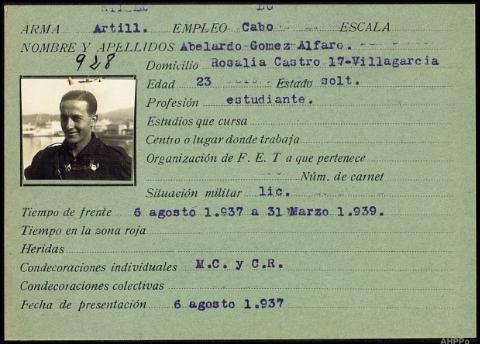 ARMA Artill. EMPLEO Cabo ESCALA
NOMBRE Y APELLIDOS Abelardo Gomez Alfaro.
928
Domicilio Rosalia Castro 17-Villagarcia
Edad 23 Estado solt.
Profesión estudiante.
Estudios que cursa
Centro o lugar donde trabaja
Organización de F. E. T a que pertenece
Núm. de carnet
Situación militar lic.
Tiempo de frente 6 agosto 1.937 a 31 Marzo 1.939.
Tiempo en la zona roja
Heridas
Condecoraciones individuales M.C. y C.R.
Condecoraciones colectivas
Fecha de presentación 6 agosto 1.937
AHPPo